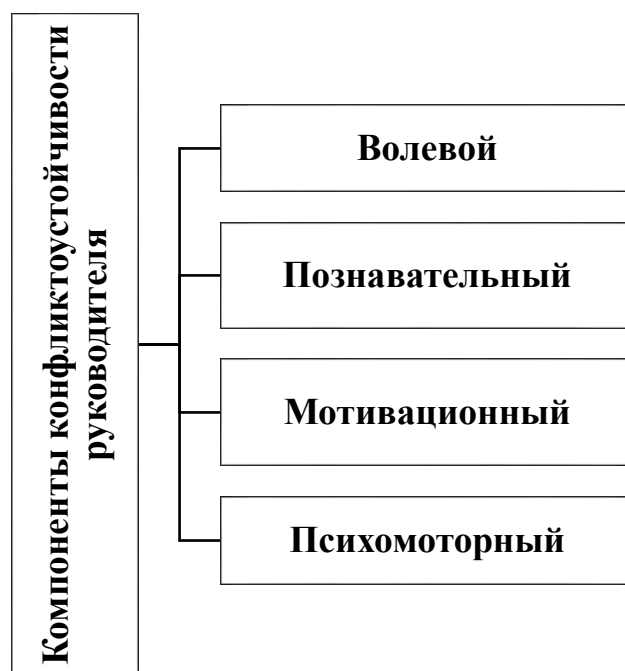 Компоненты конфликтоустойчивости
руководителя
Волевой
Познавательный
Мотивационный
Психомоторный